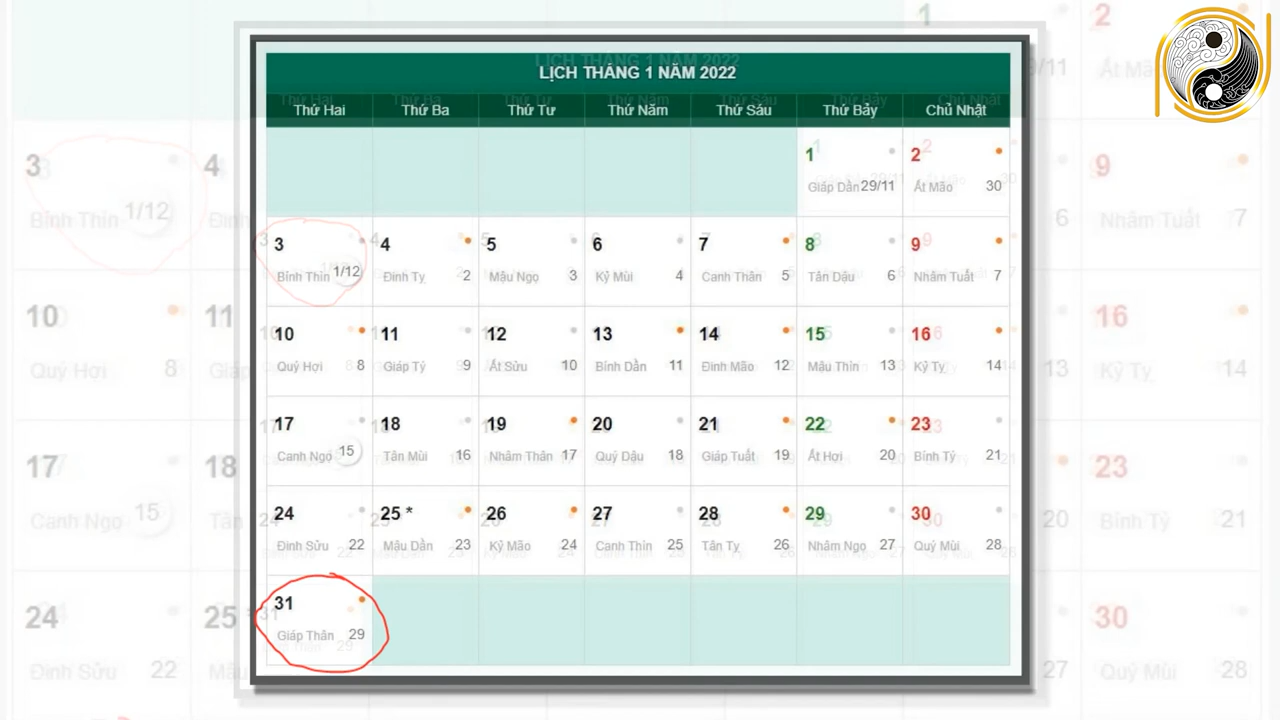 LỊCH THÁNG 1 NĂM 2022
Thứ Hai Thứ Ba Thứ Tư Thứ Năm Thứ Sáu Thứ Bảy Chủ Nhật
1 2
Giáp Dần 29/11 Ất Mão 30
3 4 5 6 7 8 9
Bính Thìn 1/12 Đinh Tỵ 2 Mậu Ngọ 3 Kỷ Mùi 4 Canh Thân 5 Tân Dậu 6 Nhâm Tuất 7
10 11 12 13 14 15 16
Quý Hợi 8 Giáp Tý 9 Ất Sửu 10 Bính Dần 11 Đinh Mão 12 Mậu Thìn 13 Kỷ Tỵ 14
17 18 19 20 21 22 23
Canh Ngọ 15 Tân Mùi 16 Nhâm Thân 17 Quý Dậu 18 Giáp Tuất 19 Ất Hợi 20 Bính Tý 21
24 25 * 26 27 28 29 30
Đinh Sửu 22 Mậu Dần 23 Kỷ Mão 24 Canh Thìn 25 Tân Tỵ 26 Nhâm Ngọ 27 Quý Mùi 28
31
Giáp Thân 29